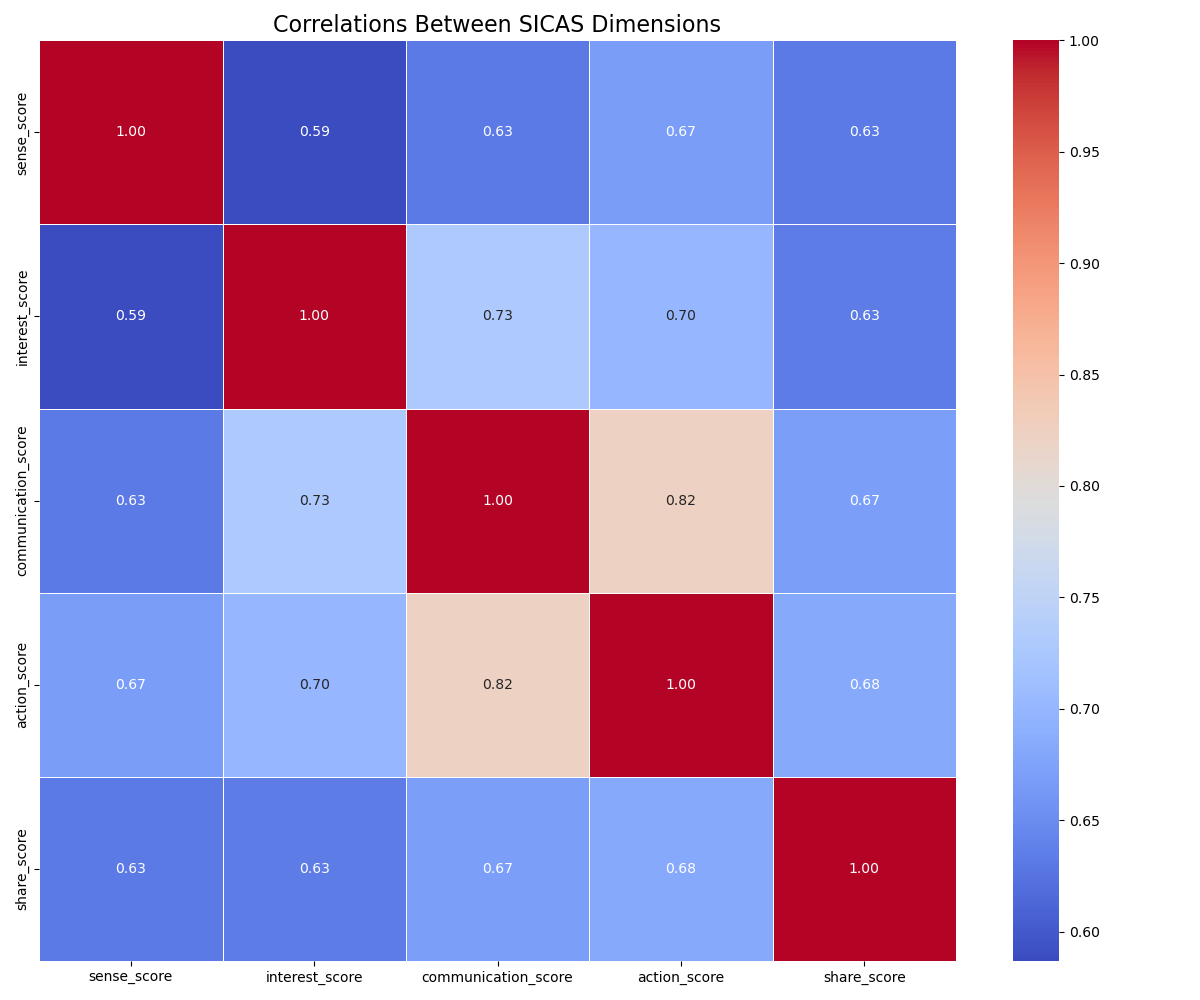 Correlations Between SICAS Dimensions
sense_score
1.00 0.59 0.63 0.67 0.63
interest_score
0.59 1.00 0.73 0.70 0.63
communication_score
0.63 0.73 1.00 0.82 0.67
action_score
0.67 0.70 0.82 1.00 0.68
share_score
0.63 0.63 0.67 0.68 1.00
sense_score interest_score communication_score action_score share_score
1.00
0.95
0.90
0.85
0.80
0.75
0.70
0.65
0.60